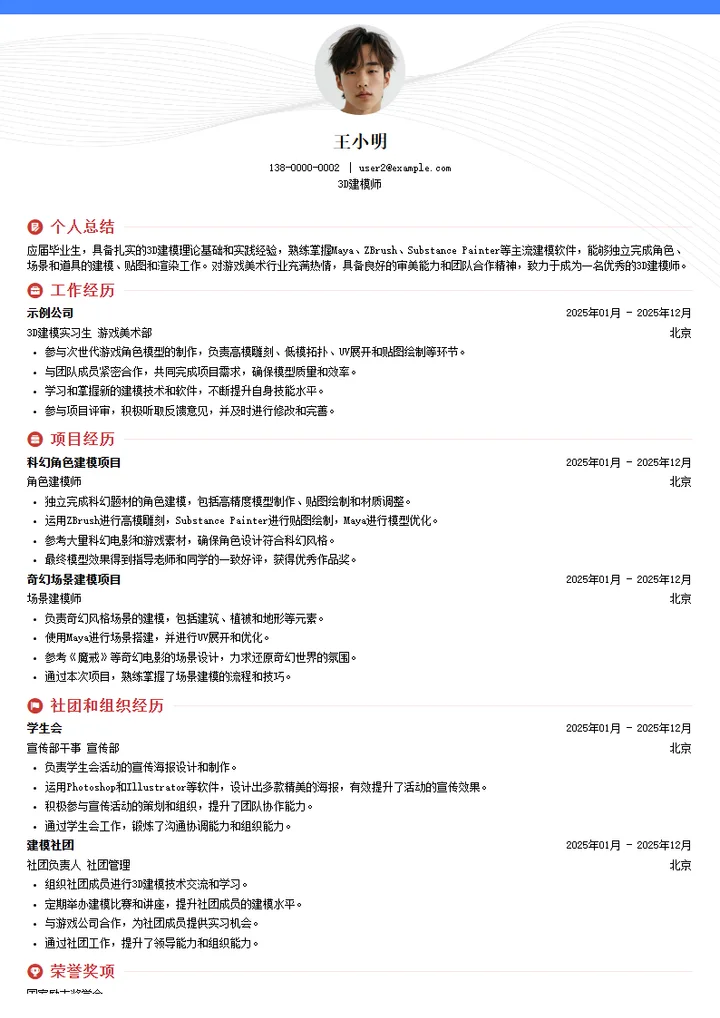 王小明
138-0000-0002 | user2@example.com
3D建模师
个人总结
应届毕业生，具备扎实的3D建模理论基础和实践经验，熟练掌握Maya、ZBrush、Substance Painter等主流建模软件，能够独立完成角色、
场景和道具的建模、贴图和渲染工作。对游戏美术行业充满热情，具备良好的审美能力和团队合作精神，致力于成为一名优秀的3D建模师。
工作经历
示创公司 2025年01月 - 2025年12月
3D建模实习生 游戏美术部 北京
• 参与次世代游戏角色模型的制作，负责高模雕刻、低模拓扑、UV展开和贴图绘制等环节。
• 与团队成员紧密合作，共同完成项目需求，确保模型质量和效率。
• 学习和掌握新的建模技术和软件，不断提升自身技能水平。
• 参与项目评审，积极听取反馈意见，并及时进行修改和完善。
项目经历
科幻角色建模项目 2025年01月 - 2025年12月
角色建模师 北京
• 独立完成科幻题材的角色建模，包括高精度模型制作、贴图绘制和材质调整。
• 运用ZBrush进行高模雕刻，Substance Painter进行贴图绘制，Maya进行模型优化。
• 参考大量科幻电影和游戏素材，确保角色设计符合科幻风格。
• 最终模型效果得到指导老师和同学的一致好评，获得优秀作品奖。
奇幻场景建模项目 2025年01月 - 2025年12月
场景建模师 北京
• 负责奇幻风格场景的建模，包括建筑、植被和地形等元素。
• 使用Maya进行场景搭建，并进行UV展开和优化。
• 参考《魔戒》等奇幻电影的场景设计，力求还原奇幻世界的氛围。
• 通过本次项目，熟练掌握了场景建模的流程和技巧。
社团和组织经历
学生会 2025年01月 - 2025年12月
宣传部干事 宣传部 北京
• 负责学生会活动的宣传海报设计和制作。
• 运用Photoshop和Illustrator等软件，设计出多款精美的海报，有效提升了活动的宣传效果。
• 积极参与宣传活动的策划和组织，提升了团队协作能力。
• 通过学生会工作，锻炼了沟通协调能力和组织能力。
建模社团 2025年01月 - 2025年12月
社团负责人 社团管理 北京
• 组织社团成员进行3D建模技术交流和学习。
• 定期举办建模比赛和讲座，提升社团成员的建模水平。
• 与游戏公司合作，为社团成员提供实习机会。
• 通过社团工作，提升了领导能力和组织能力。
荣誉奖项